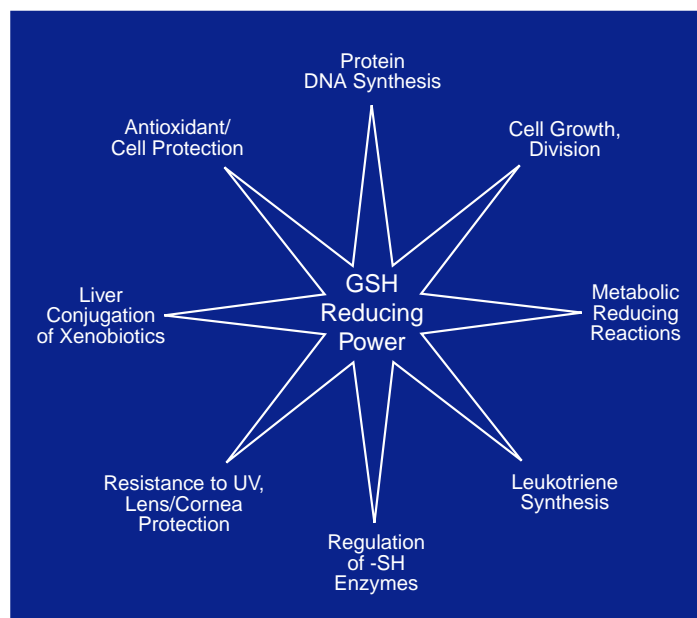 Protein
DNA Synthesis
Antioxidant/
Cell Protection
Cell Growth,
Division
GSH
Reducing
Power
Liver
Conjugation
of Xenobiotics
Metabolic
Reducing
Reactions
Resistance to UV,
Lens/Cornea
Protection
Leukotriene
Synthesis
Regulation
of -SH
Enzymes